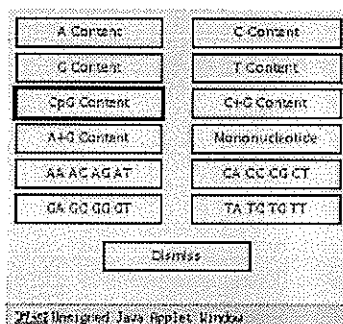 A Content C Content
G Content T Content
CpG Content C+G Content
A+G Content Mononucleotide
AA AC AG AT CA CC CG CT
GA GC GG GT TA TC TG TT
Dismiss
Unsigned Java Applet Window